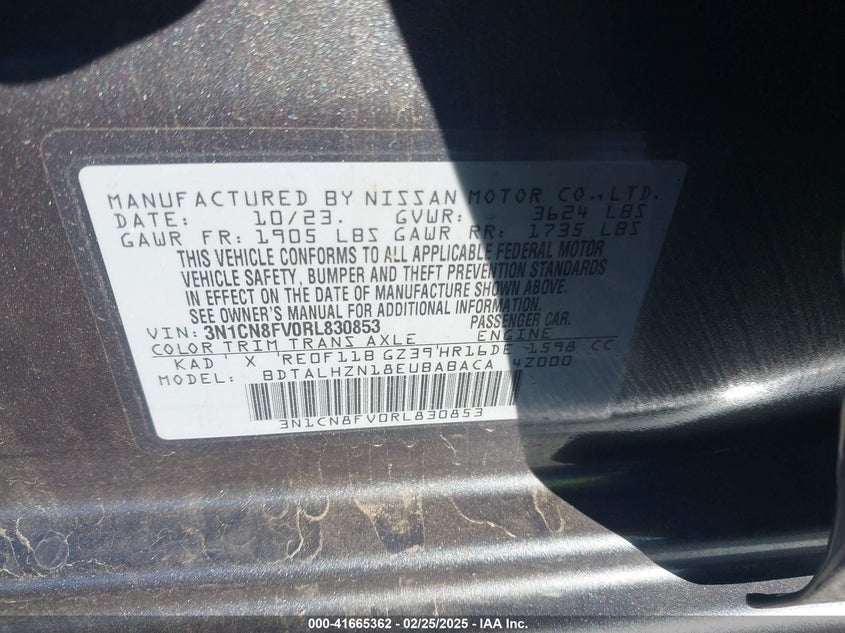 MANUFACTURED BY NISSAN MOTOR CO., LTD.
DATE: 10/23. GVWR: 3624 LBS
GAWR FR: 1905 LBS GAWR RR: 1735 LBS
THIS VEHICLE CONFORMS TO ALL APPLICABLE FEDERAL MOTOR
VEHICLE SAFETY, BUMPER AND THEFT PREVENTION STANDARDS
IN EFFECT ON THE DATE OF MANUFACTURE SHOWN ABOVE.
SEE OWNER'S MANUAL FOR ADDITIONAL INFORMATION.
VIN: 3N1CN8FV0RL830853 PASSENGER CAR
COLOR TRIM TRANS AXLE ENGINE
KAD' X 'RE0F11B GZ39'HR16DE 1598 CC
MODEL: BDTALHZN18EUBABACA 4Z000
3N1CN8FV0RL830853
000-41665362 - 02/25/2025 - IAA Inc.